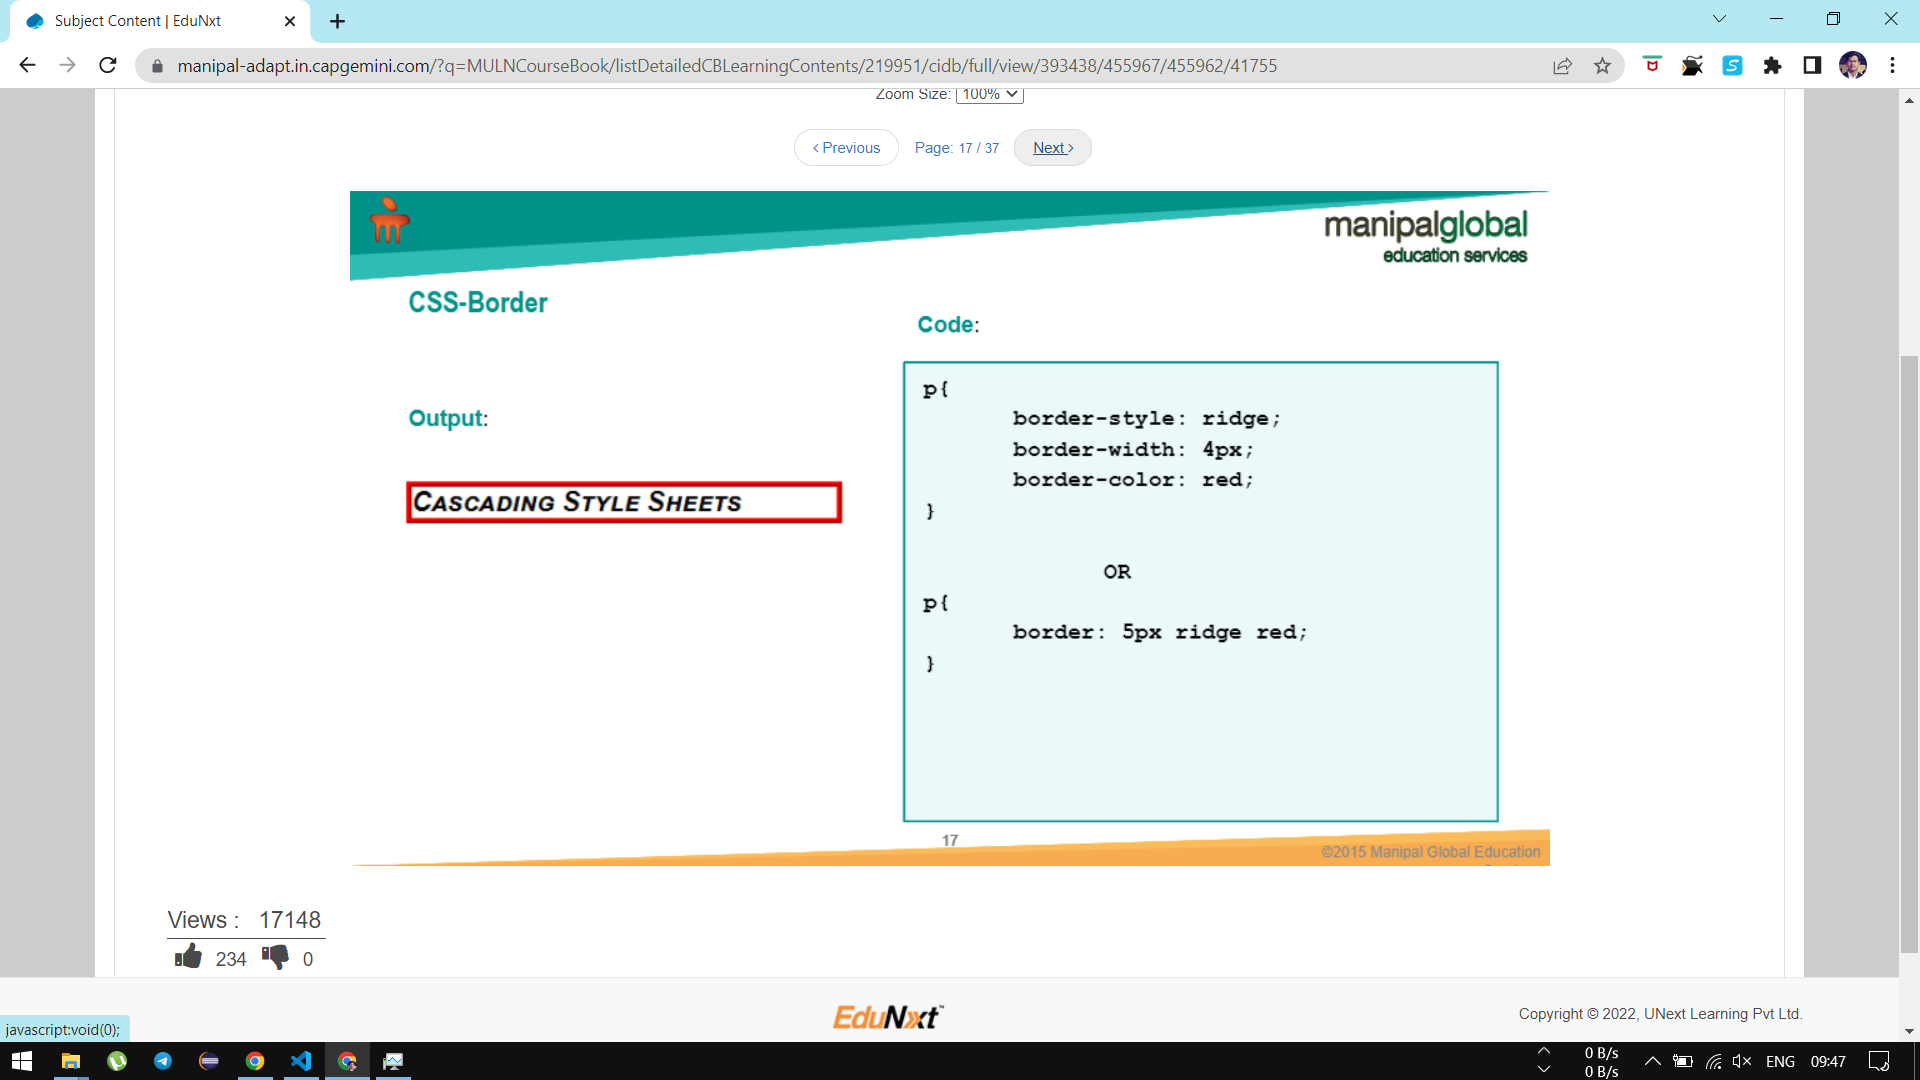 Subject Content | EduNxt
manipal-adapt.in.capgemini.com/?q=MULNCourseBook/listDetailedCBLearningContents/219951/cidb/full/view/393438/455967/455962/41755
Zoom Size: 100%
< Previous Page: 17 / 37 Next >
manipalglobal
education services
CSS-Border
Code:
p{
border-style: ridge;
border-width: 4px;
border-color: red;
}
OR
p{
border: 5px ridge red;
}
Output:
CASCADING STYLE SHEETS
17
©2015 Manipal Global Education
Views : 17148
234 0
EduNxt™
Copyright © 2022, UNext Learning Pvt Ltd.
javascript:void(0);
0 B/s
0 B/s
ENG 09:47